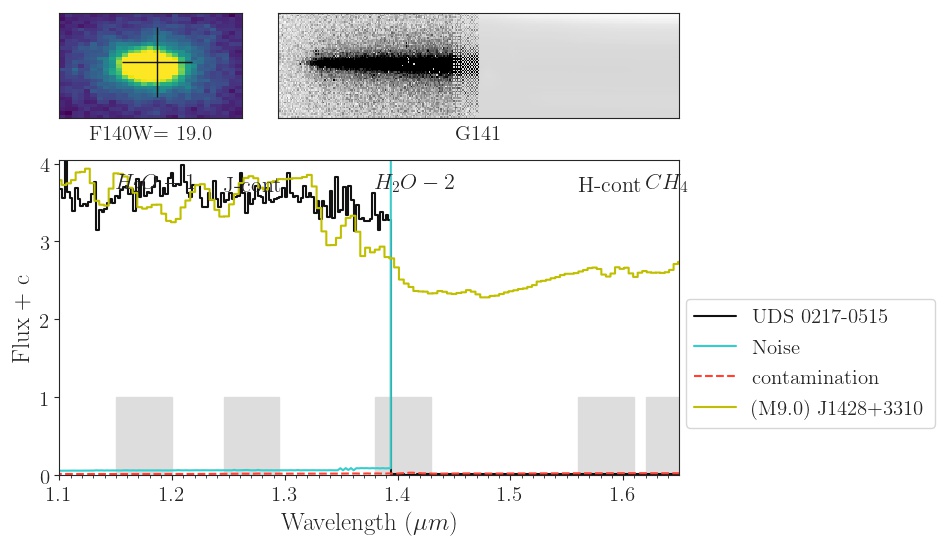 F140W= 19.0
G141
H₂O − 1 J-cont H₂O − 2 H-cont CH₄
4
3
2
1
0
Flux + c
1.1 1.2 1.3 1.4 1.5 1.6
Wavelength (μm)
UDS 0217-0515
Noise
contamination
(M9.0) J1428+3310